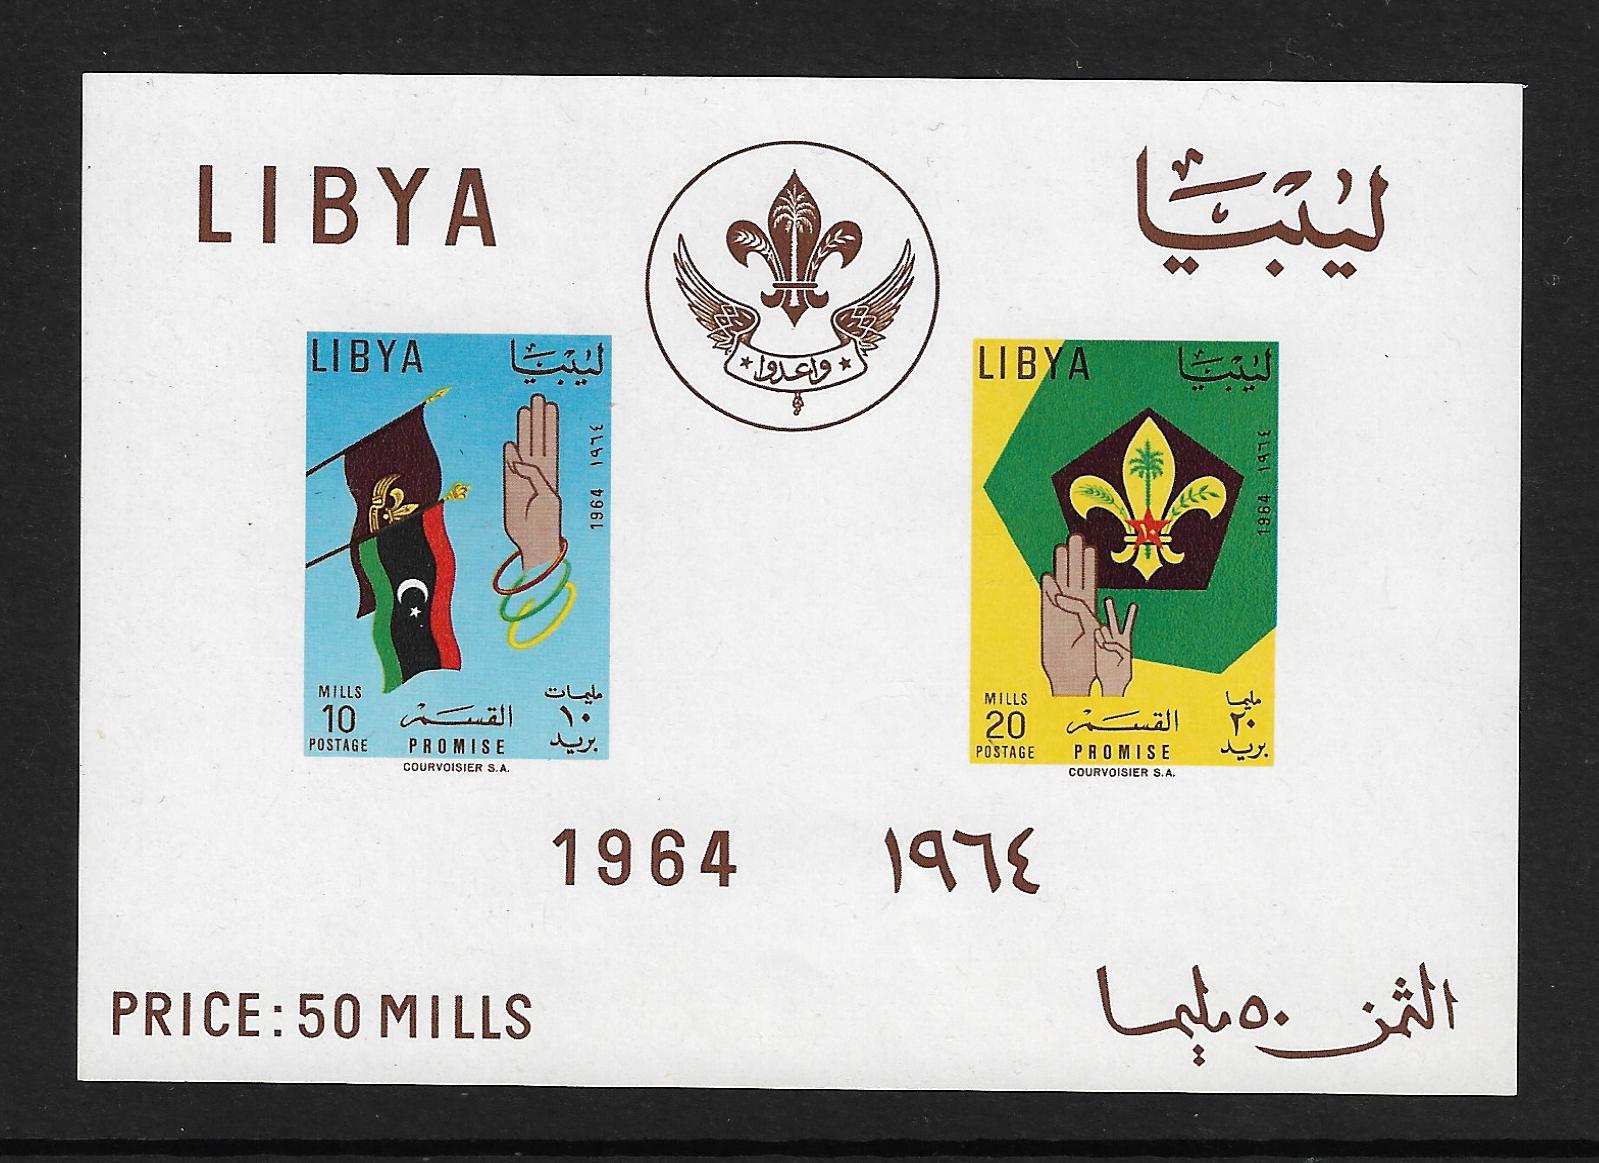 LIBYA
ليبيا
واعدوا
LIBYA
ليبيا
1964 ١٩٦٤
MILLS
10
POSTAGE
القسم
PROMISE
مليمات
١٠
بريد
COURVOISIER S.A.
LIBYA
ليبيا
1964 ١٩٦٤
MILLS
20
POSTAGE
القسم
PROMISE
مليما
٢٠
بريد
COURVOISIER S.A.
1964
١٩٦٤
PRICE: 50 MILLS
الثمن ٥٠ مليما